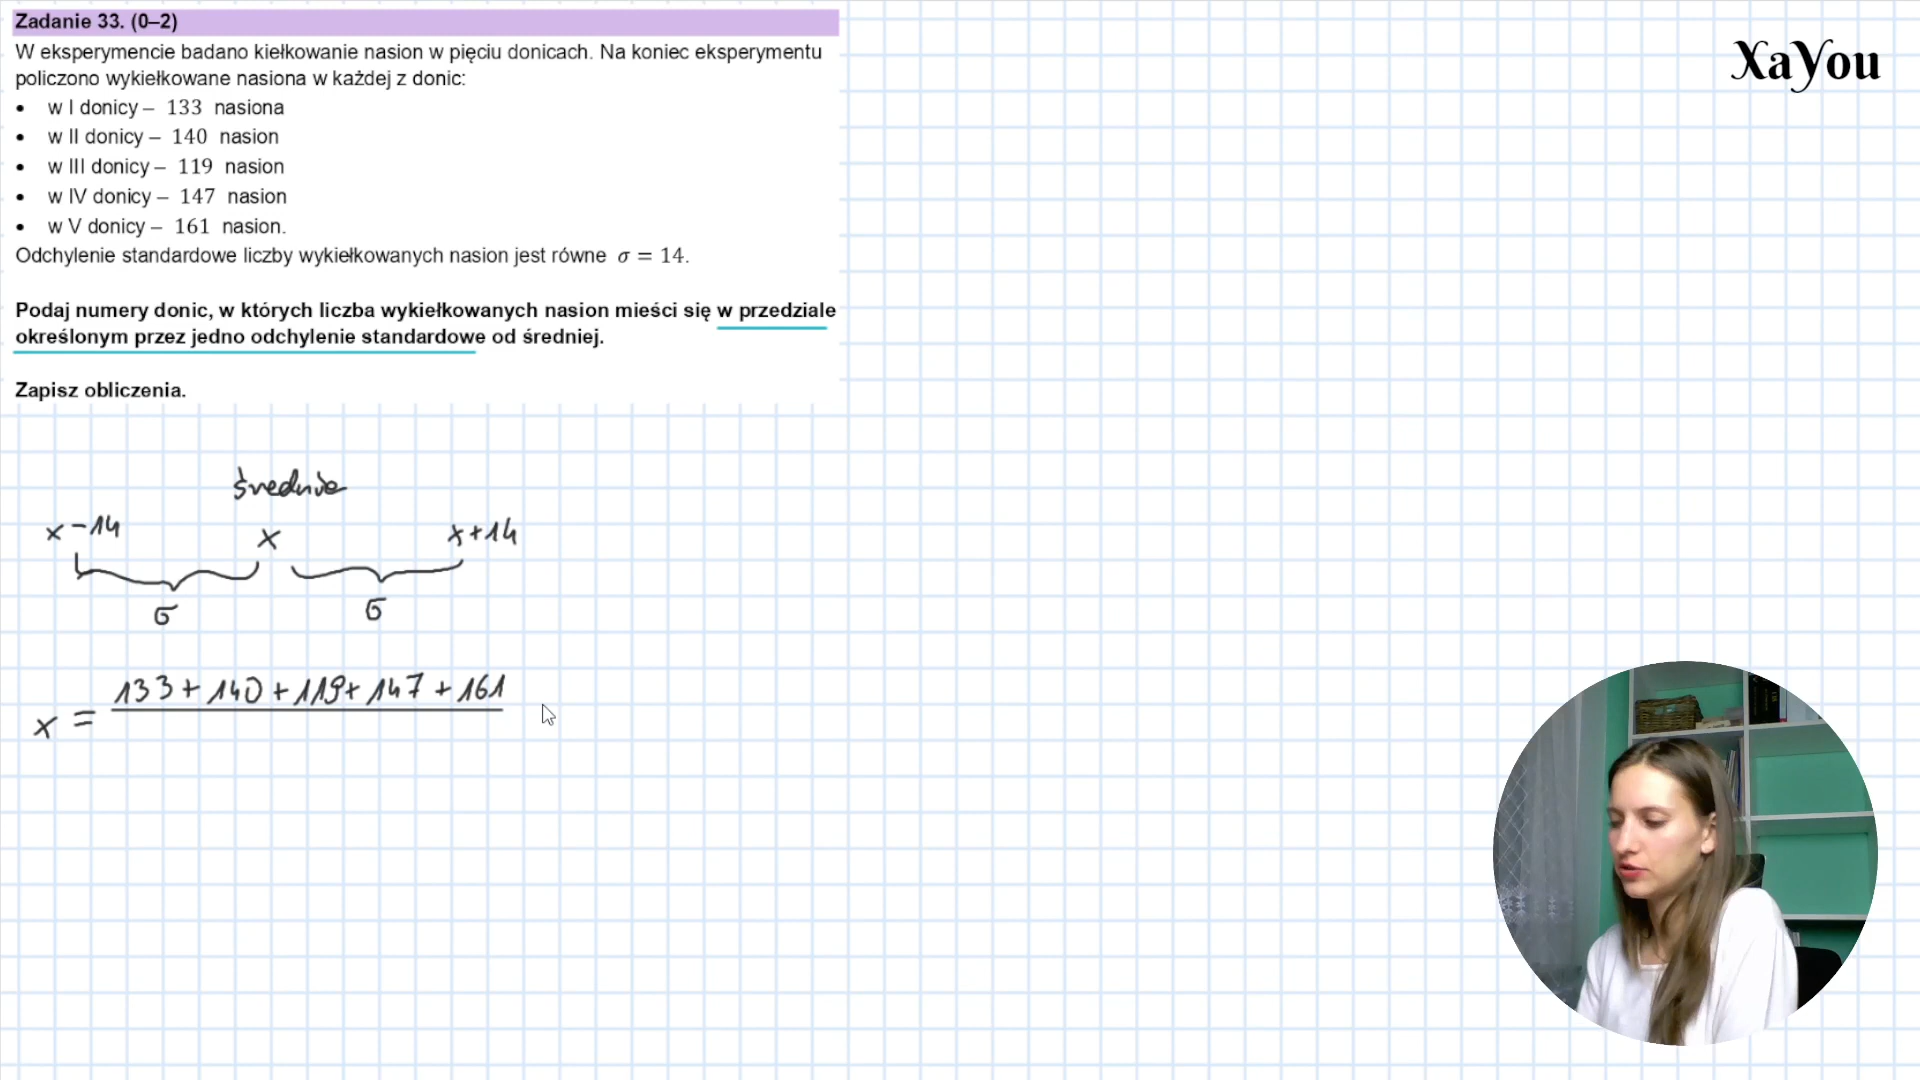 Zadanie 33. (0–2)
W eksperymencie badano kiełkowanie nasion w pięciu donicach. Na koniec eksperymentu
policzono wykiełkowane nasiona w każdej z donic:
• w I donicy – 133 nasiona
• w II donicy – 140 nasion
• w III donicy – 119 nasion
• w IV donicy – 147 nasion
• w V donicy – 161 nasion.
Odchylenie standardowe liczby wykiełkowanych nasion jest równe σ = 14.
Podaj numery donic, w których liczba wykiełkowanych nasion mieści się w przedziale
określonym przez jedno odchylenie standardowe od średniej.
Zapisz obliczenia.
XaYou
średnia
x - 14 x x + 14
σ σ
133 + 140 + 119 + 147 + 161
x =